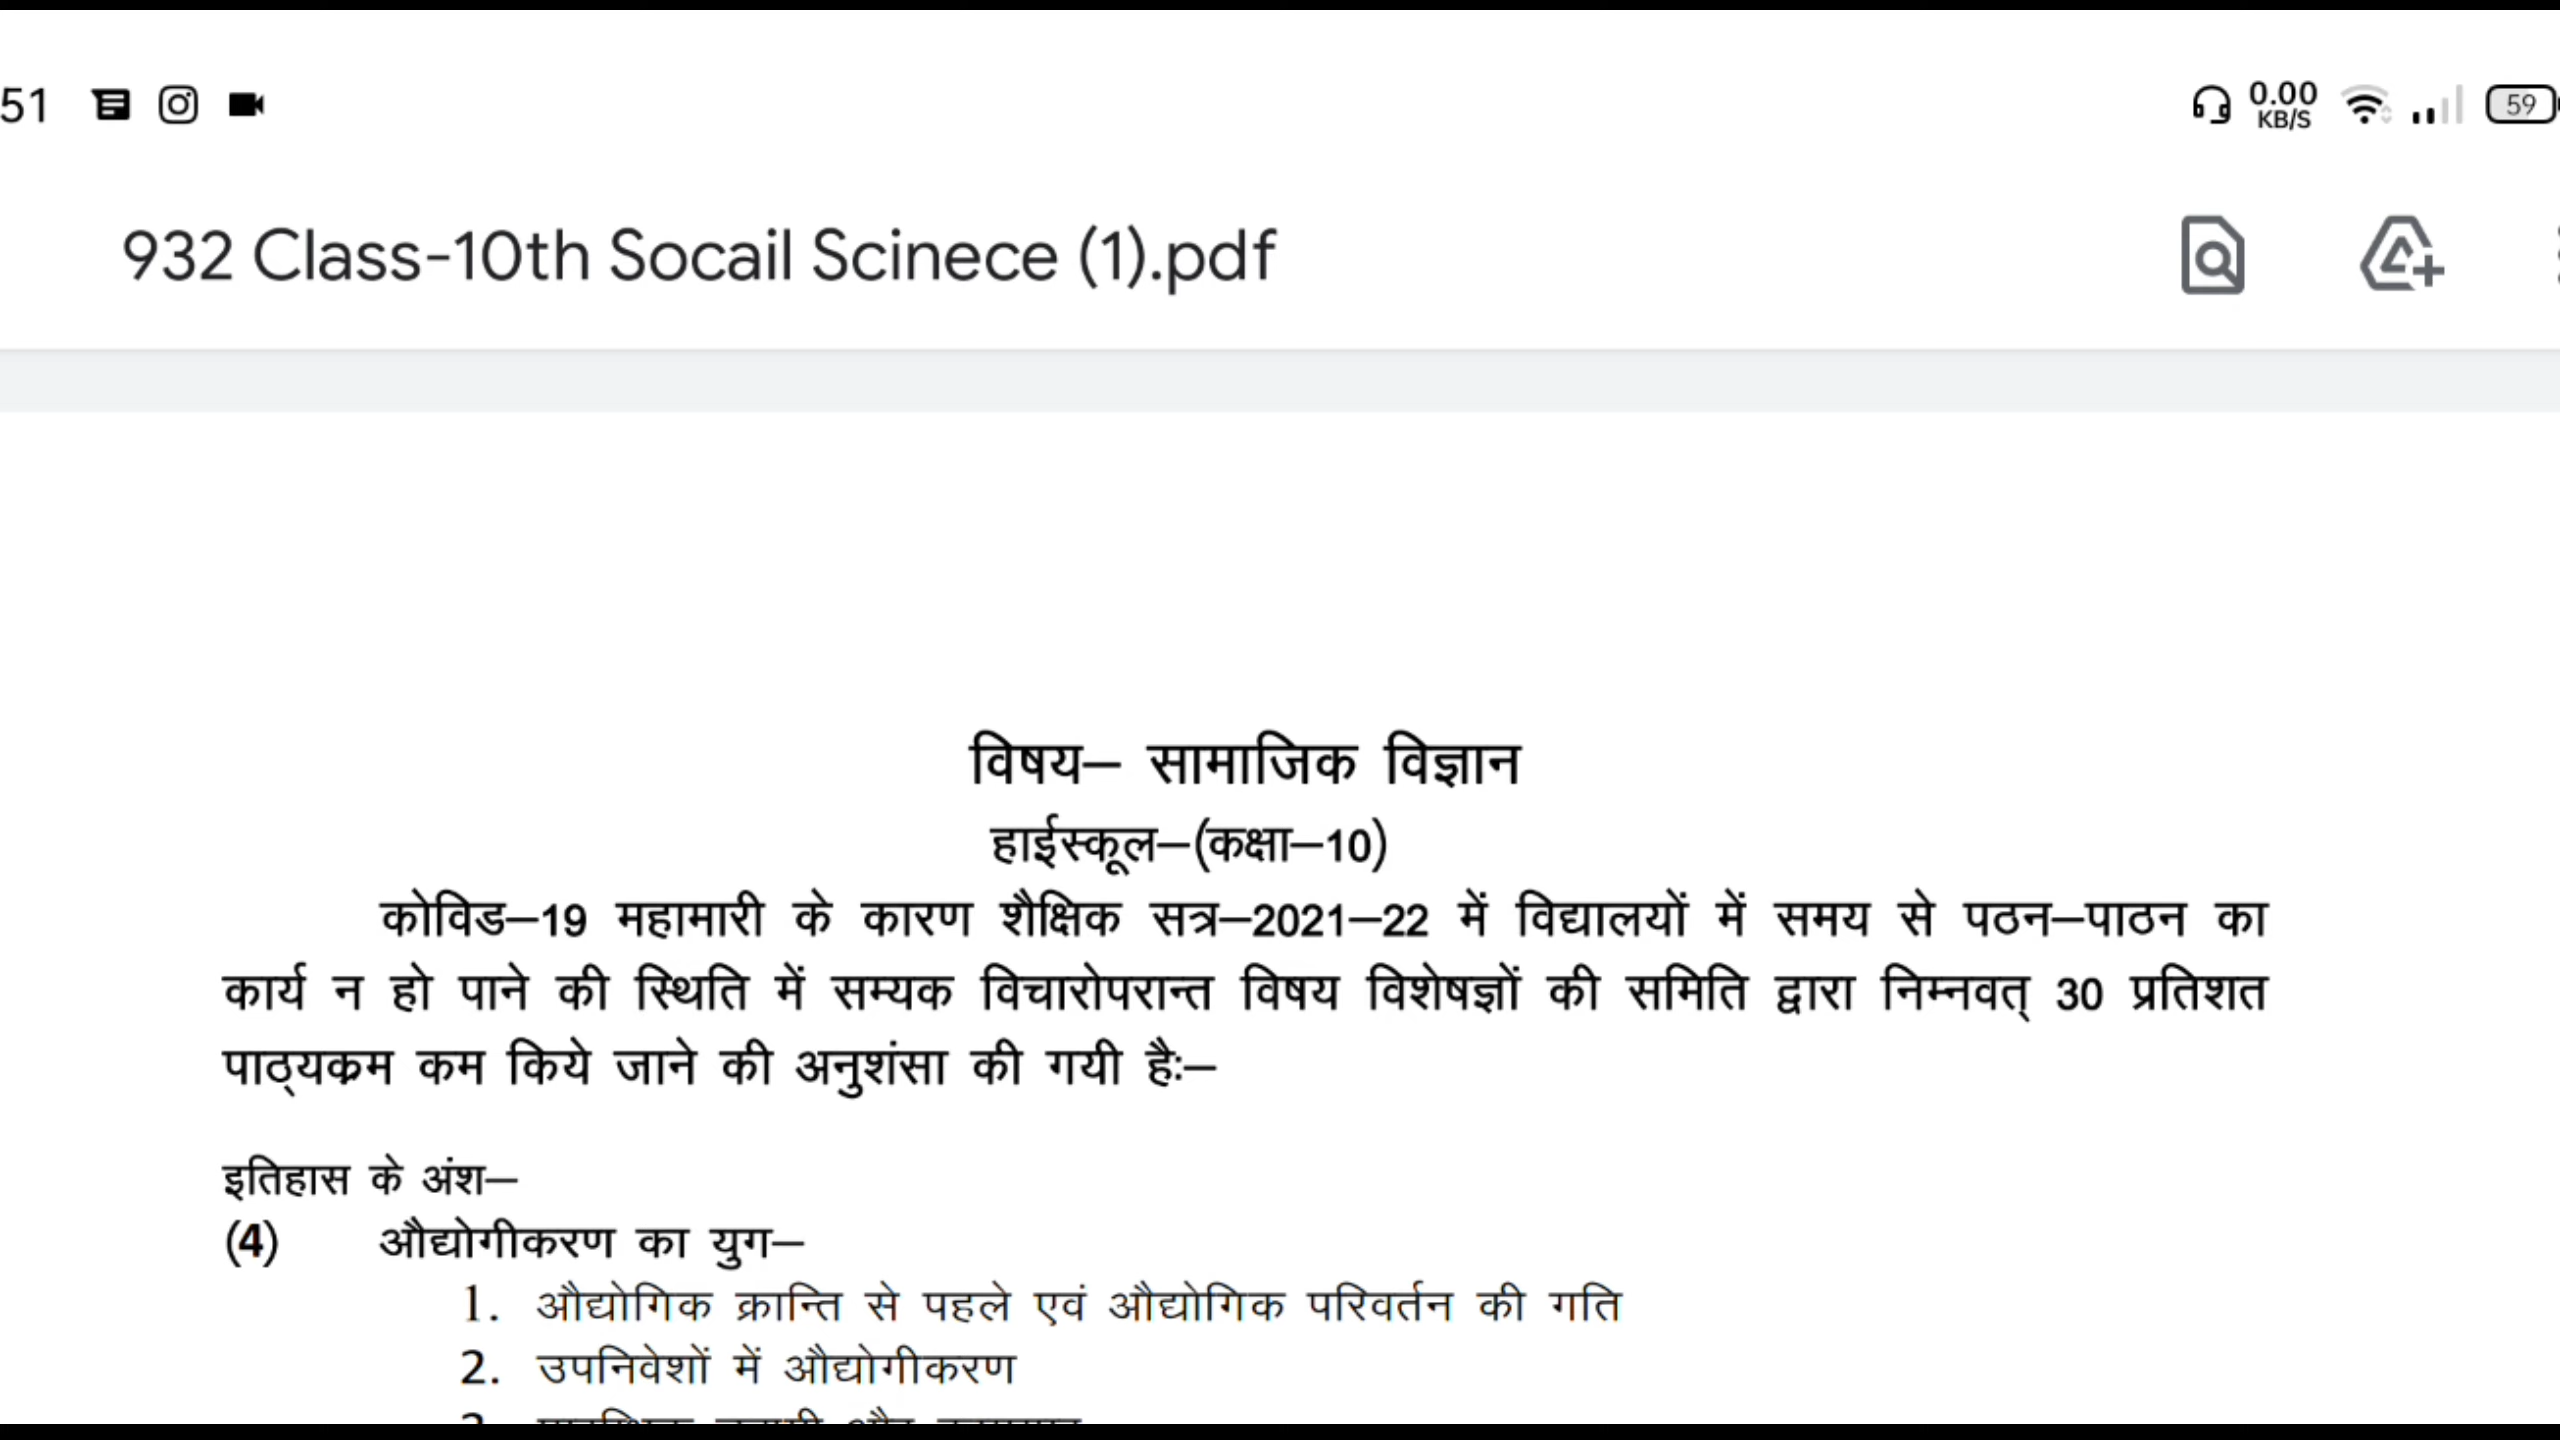 51
0.00
KB/S
59
932 Class-10th Socail Scinece (1).pdf
विषय— सामाजिक विज्ञान
हाईस्कूल—(कक्षा—10)
कोविड—19 महामारी के कारण शैक्षिक सत्र—2021—22 में विद्यालयों में समय से पठन—पाठन का
कार्य न हो पाने की स्थिति में सम्यक विचारोपरान्त विषय विशेषज्ञों की समिति द्वारा निम्नवत् 30 प्रतिशत
पाठ्यक्रम कम किये जाने की अनुशंसा की गयी हैः—
इतिहास के अंश—
(4) औद्योगीकरण का युग—
1. औद्योगिक क्रान्ति से पहले एवं औद्योगिक परिवर्तन की गति
2. उपनिवेशों में औद्योगीकरण